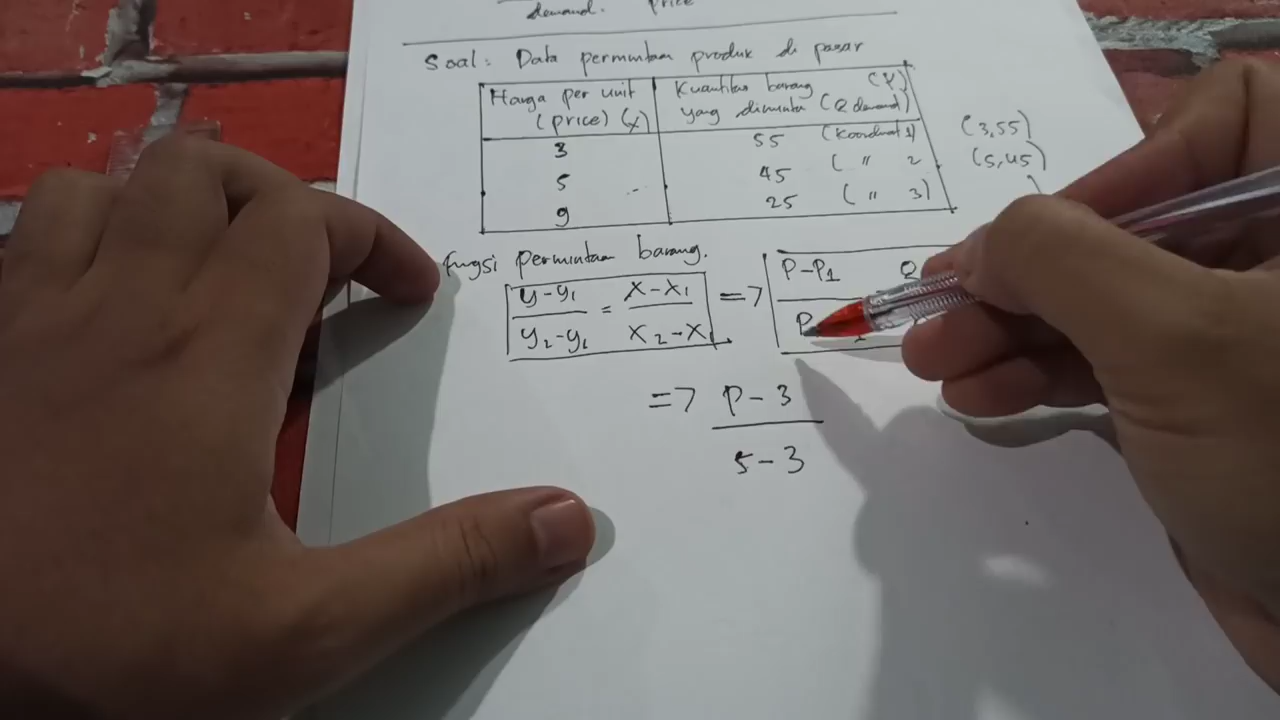 demand. Price
Soal: Data permintaan produk di pasar
Harga per unit (price) (x)
Kuantitas barang (Y)
yang diminta (Q demand)
3 55 (Koordinat 1)
5 45 ( " 2
9 25 ( " 3)
(3,55)
(5,45)
fungsi permintaan barang.
y-y₁ / y₂-y₁ = x-x₁ / x₂-x₁ => P-P₁ / P Q
=> P-3 / 5-3